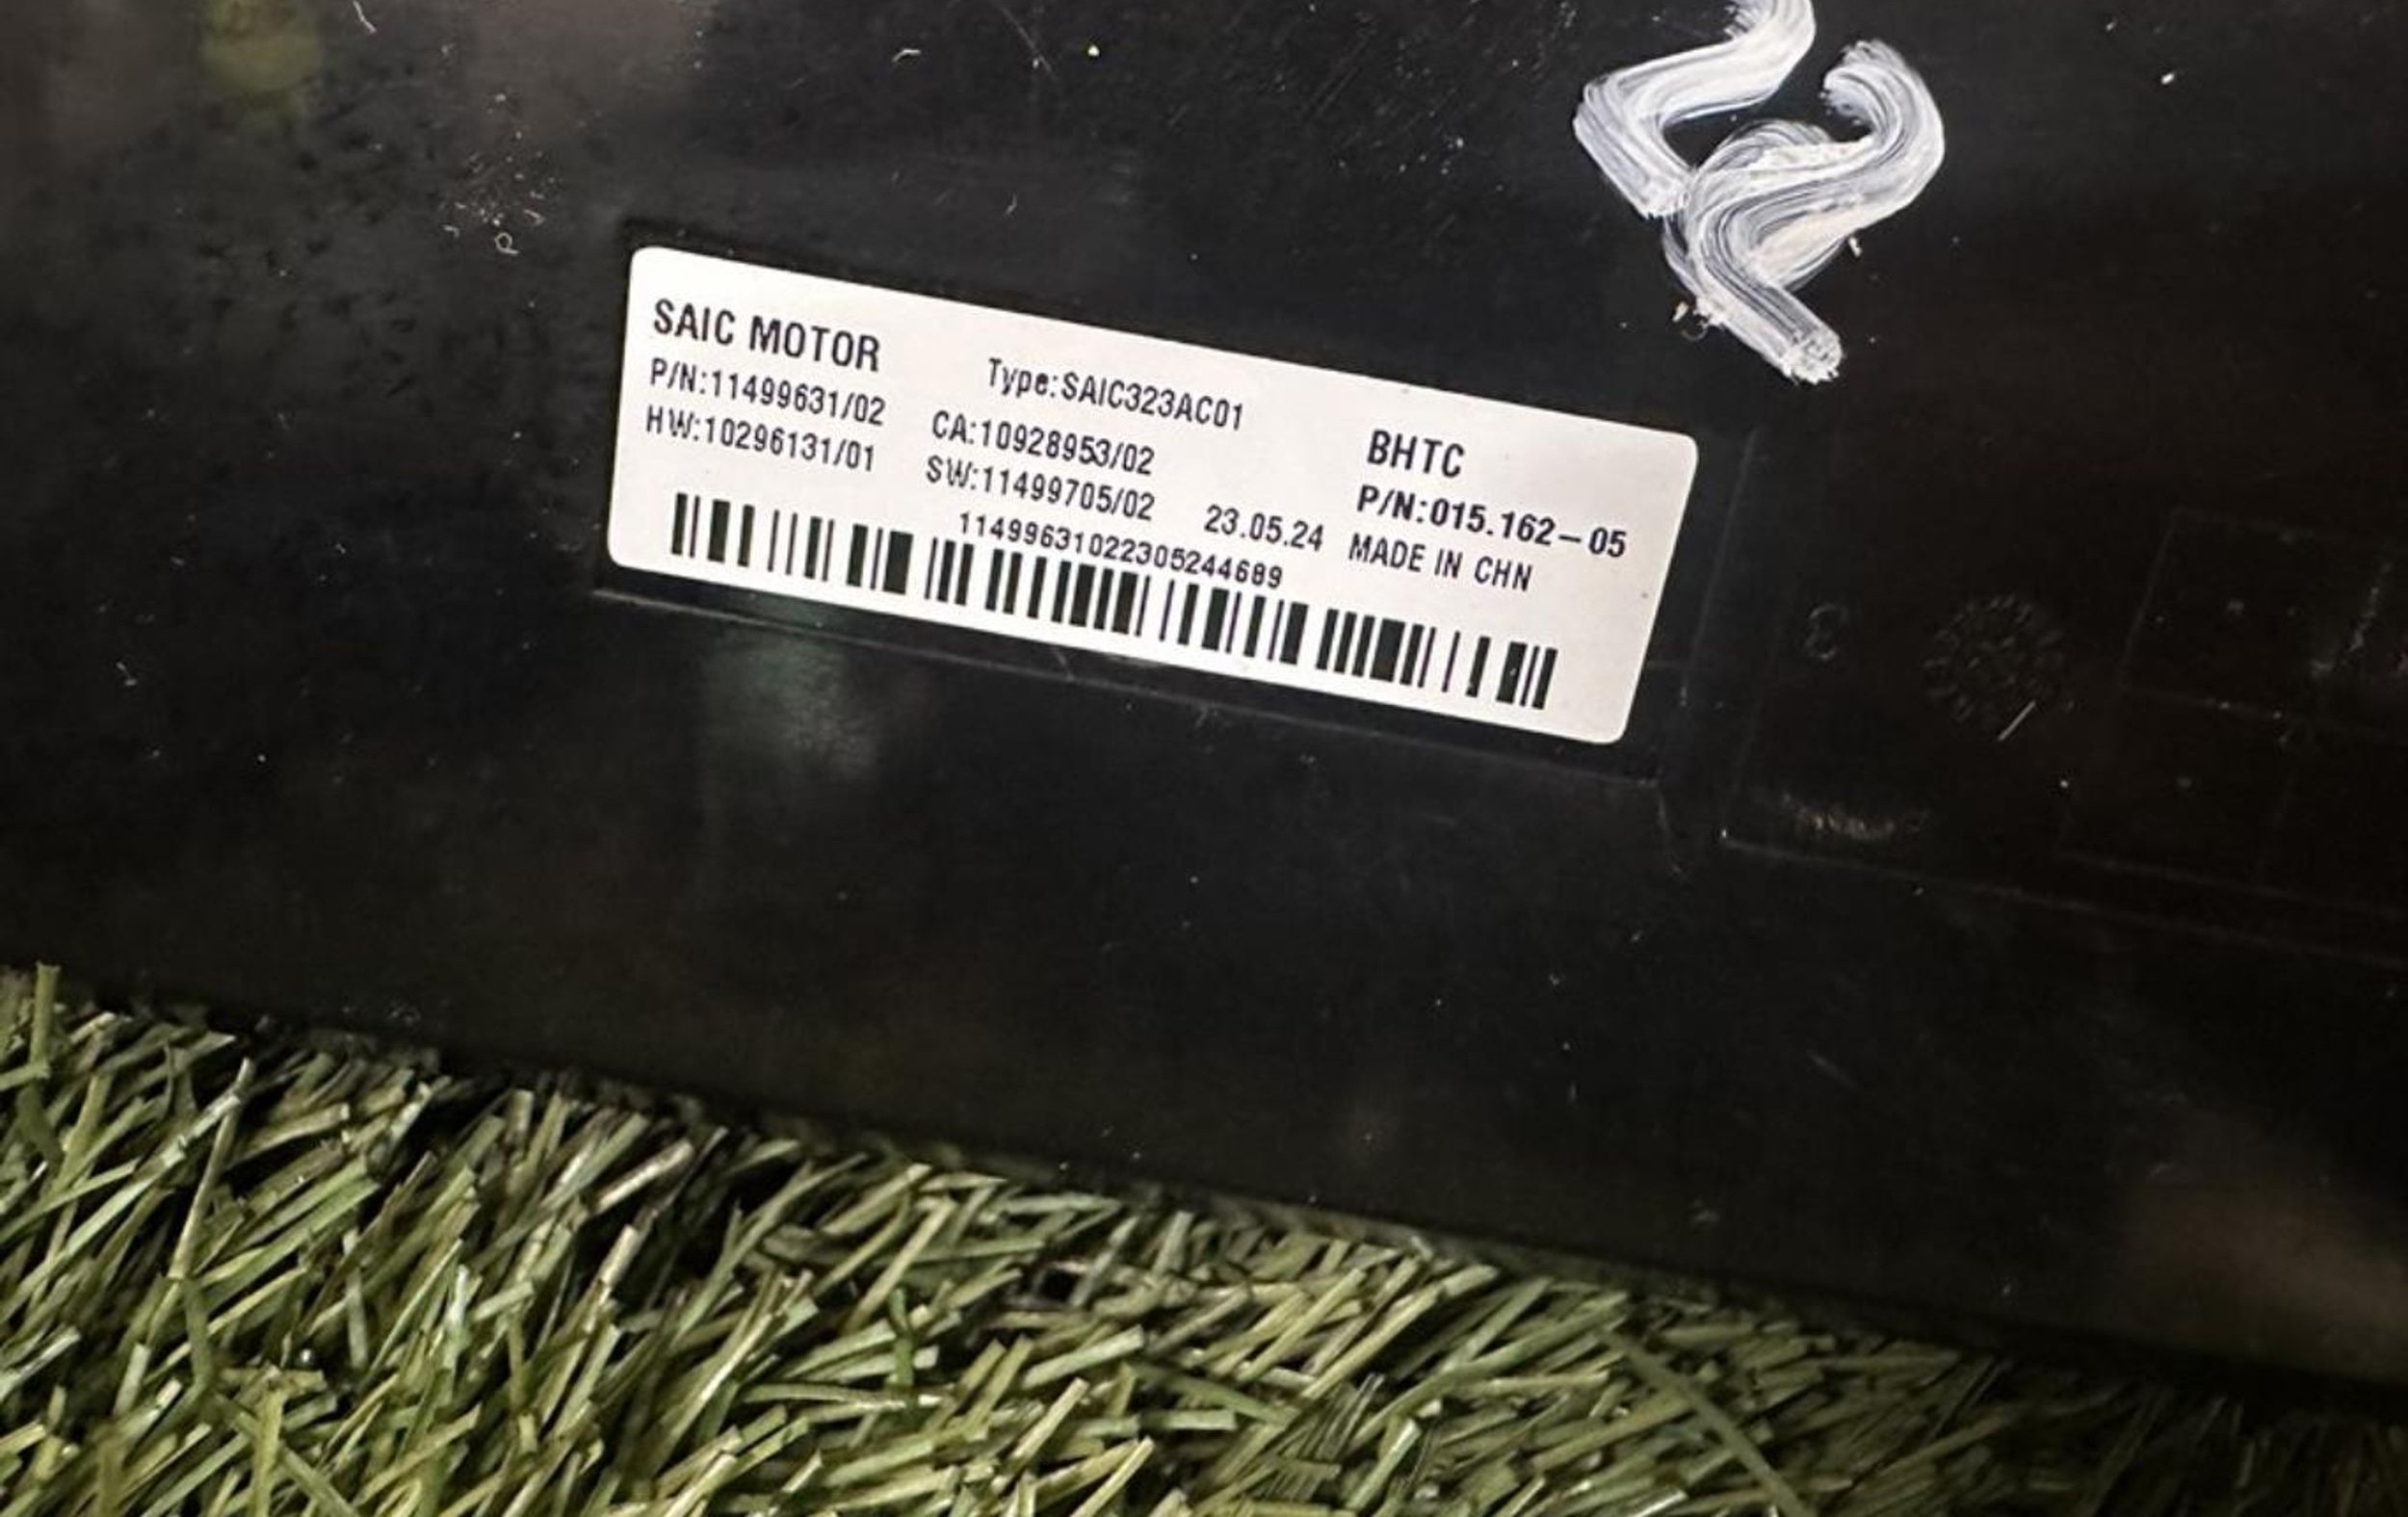 SAIC MOTOR
Type:SAIC323AC01
BHTC
P/N:11499631/02
CA:10928953/02
P/N:015.162-05
HW:10296131/01
SW:11499705/02
23.05.24
MADE IN CHN
11499631022305244689